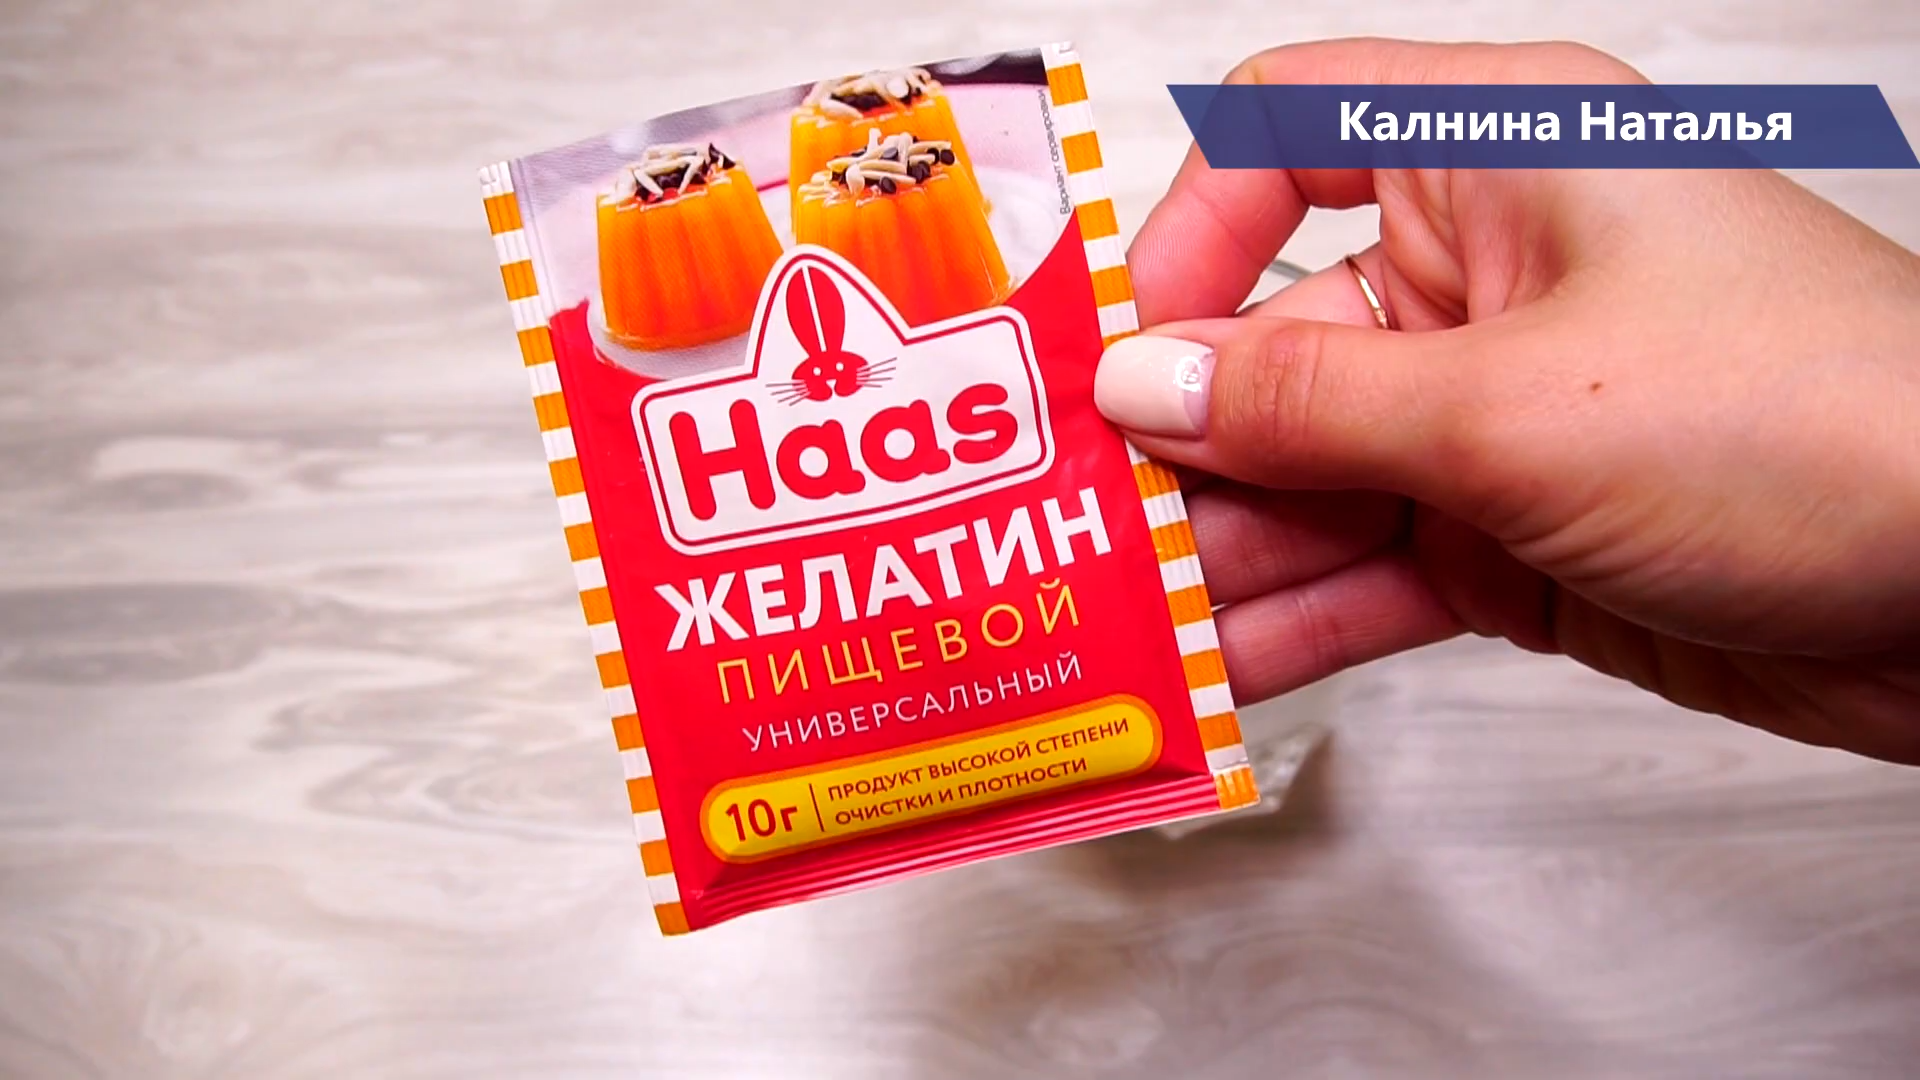 Калнина Наталья
Вариант сервировки
Haas
ЖЕЛАТИН
ПИЩЕВОЙ
УНИВЕРСАЛЬНЫЙ
10г
ПРОДУКТ ВЫСОКОЙ СТЕПЕНИ
ОЧИСТКИ И ПЛОТНОСТИ